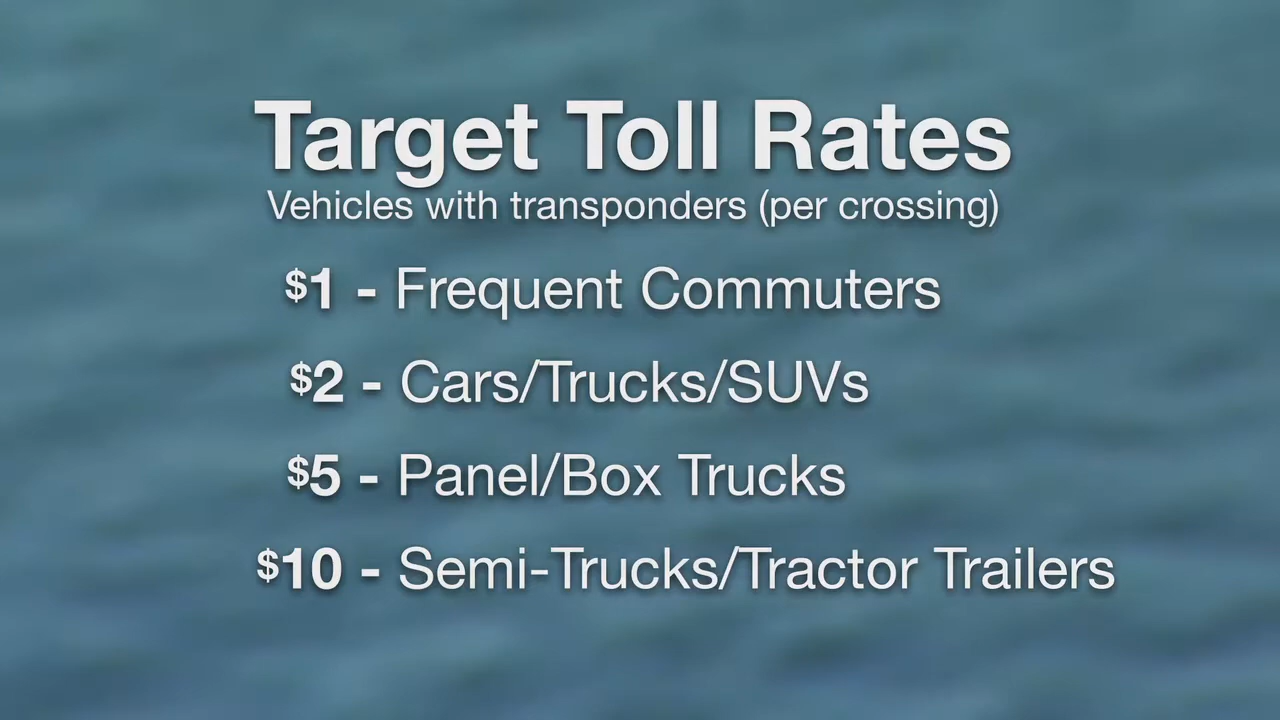 Target Toll Rates
Vehicles with transponders (per crossing)
$1 - Frequent Commuters
$2 - Cars/Trucks/SUVs
$5 - Panel/Box Trucks
$10 - Semi-Trucks/Tractor Trailers